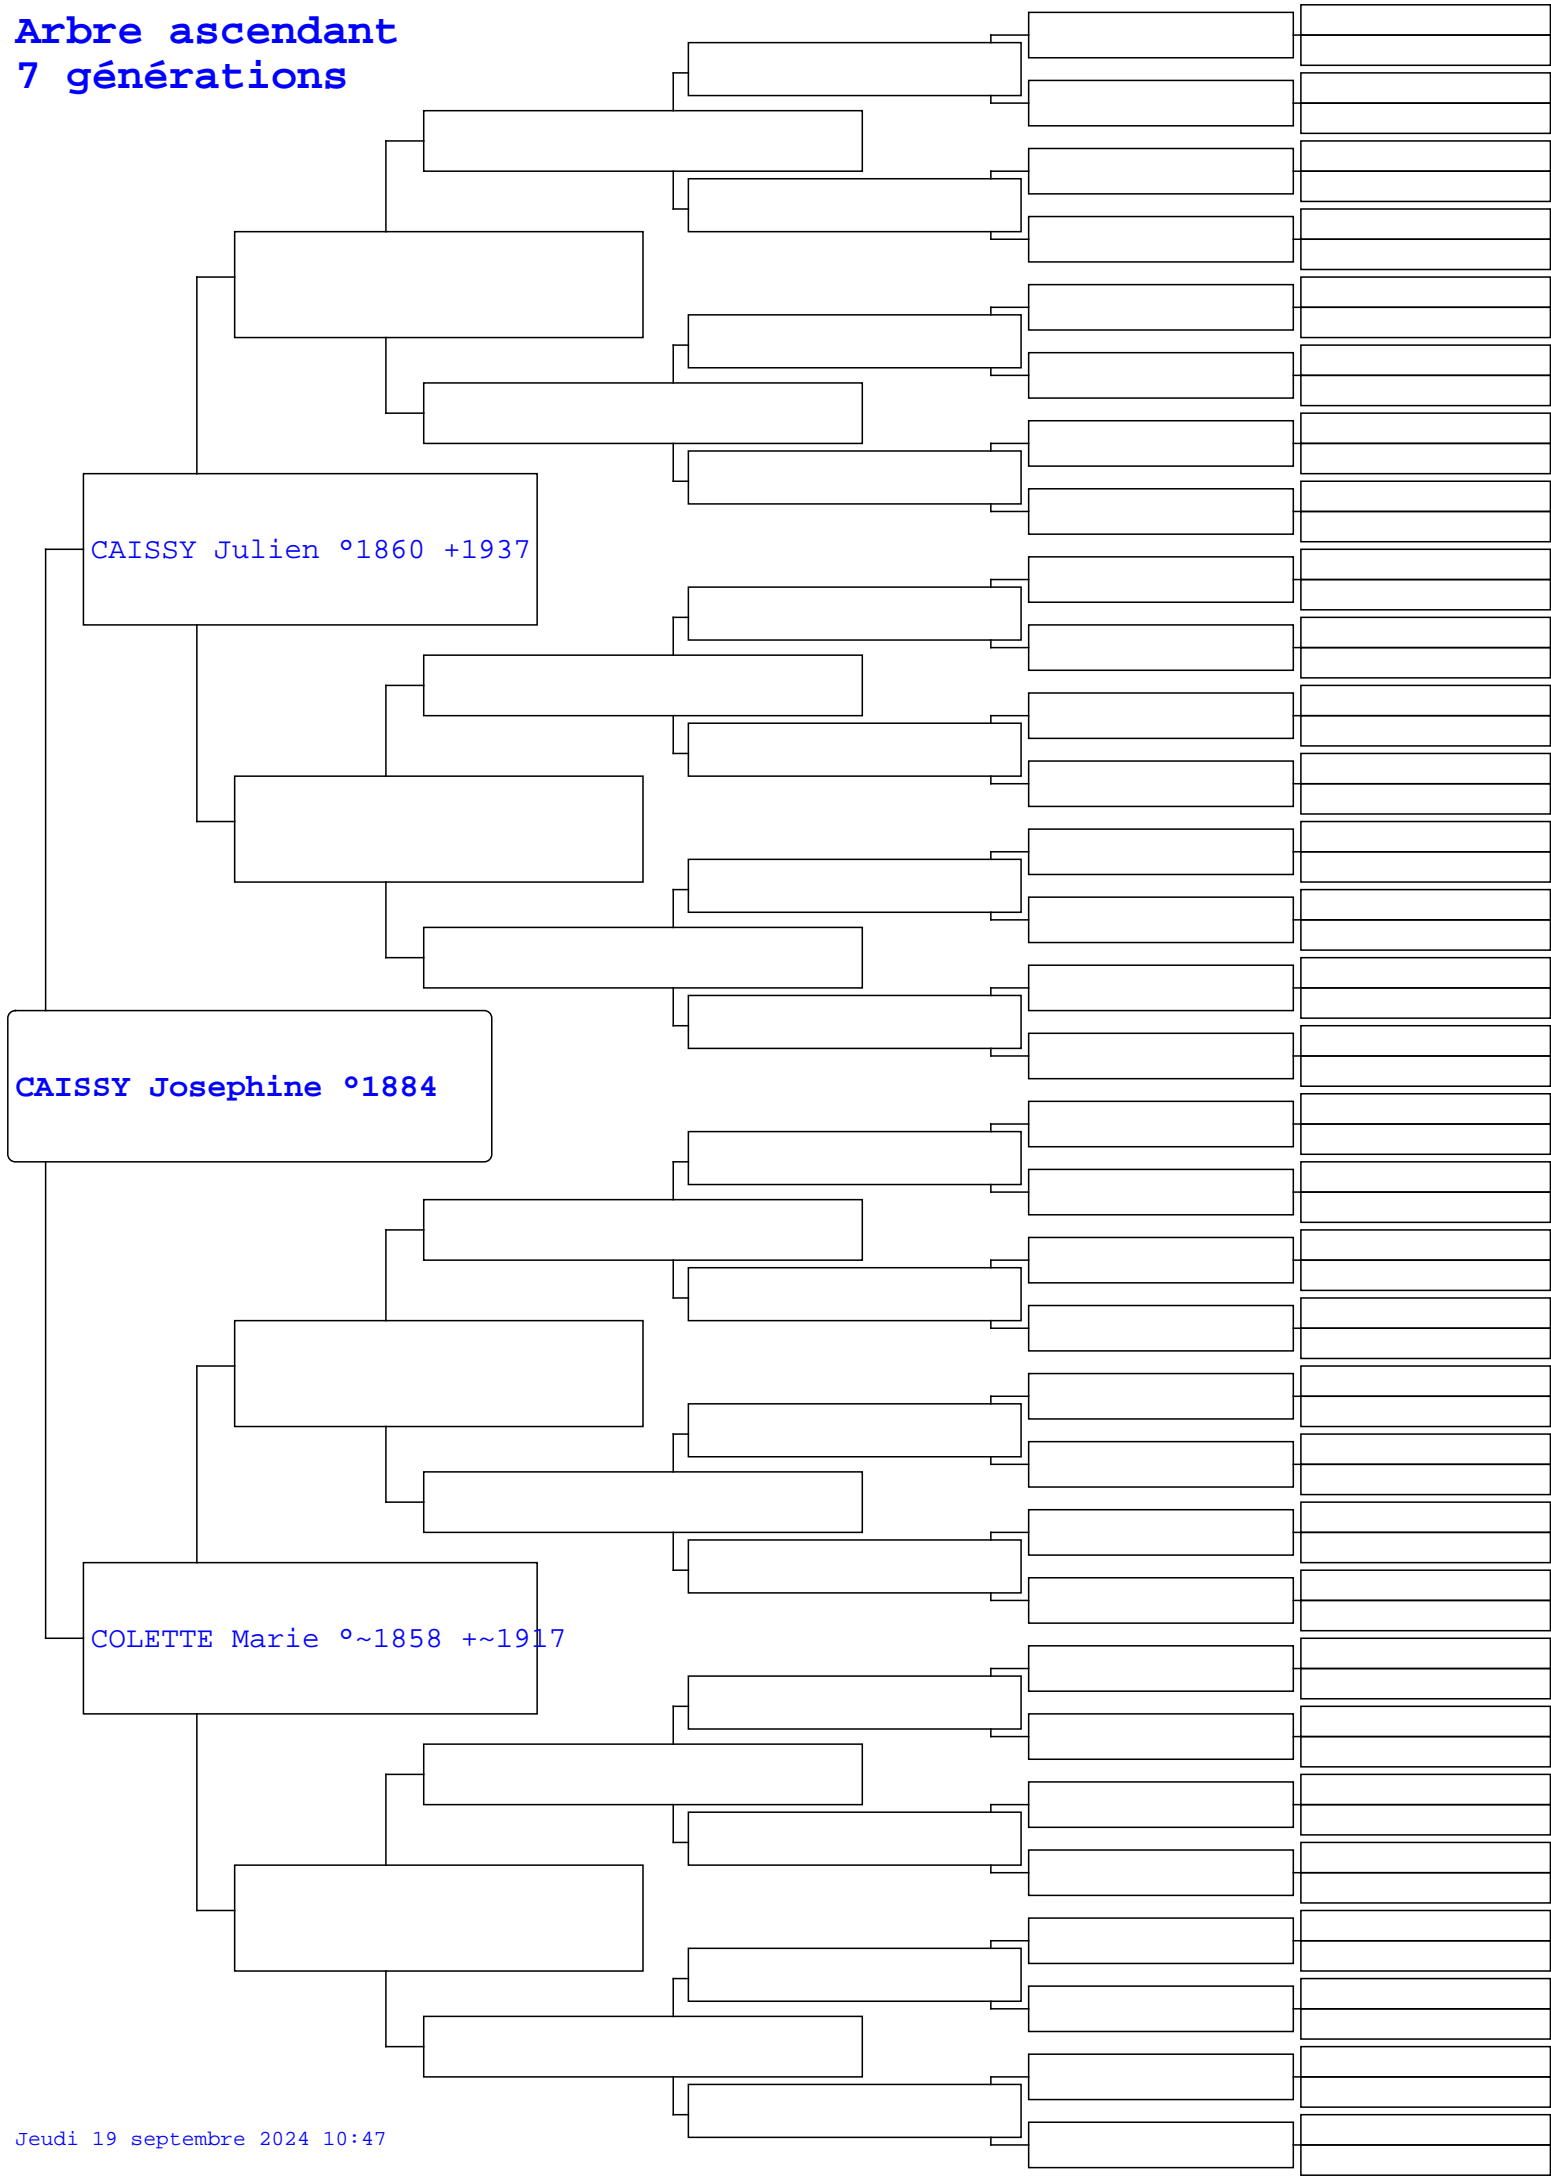 Arbre ascendant
7 générations
CAISSY Julien °1860 +1937
CAISSY Josephine °1884
COLETTE Marie °~1858 +~1917
Jeudi 19 septembre 2024 10:47